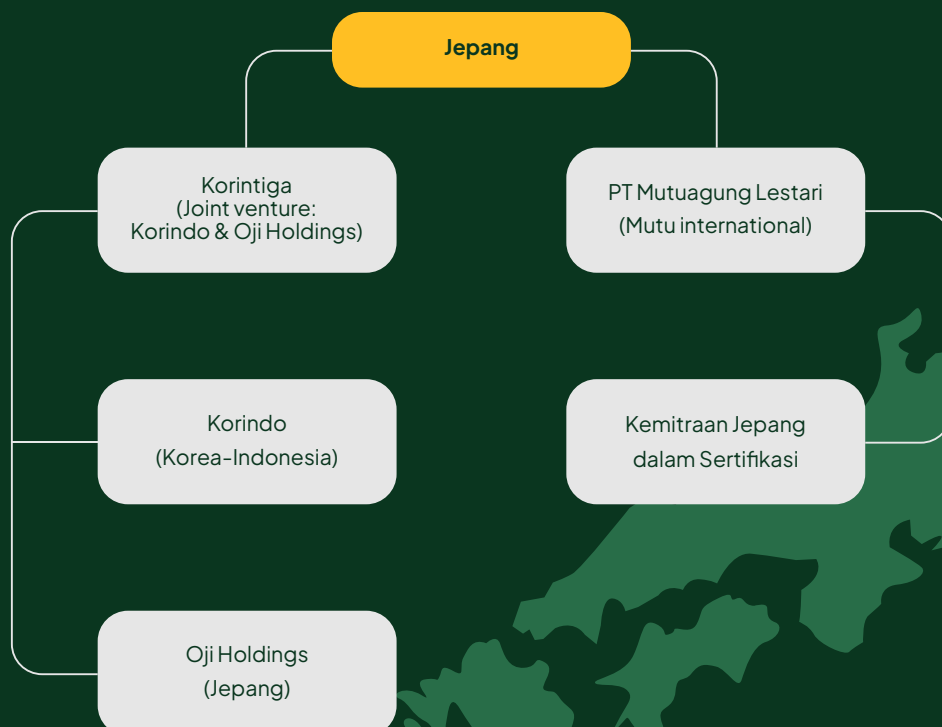 Jepang
Korintiga
(Joint venture:
Korindo & Oji Holdings)
PT Mutuagung Lestari
(Mutu international)
Korindo
(Korea-Indonesia)
Kemitraan Jepang
dalam Sertifikasi
Oji Holdings
(Jepang)